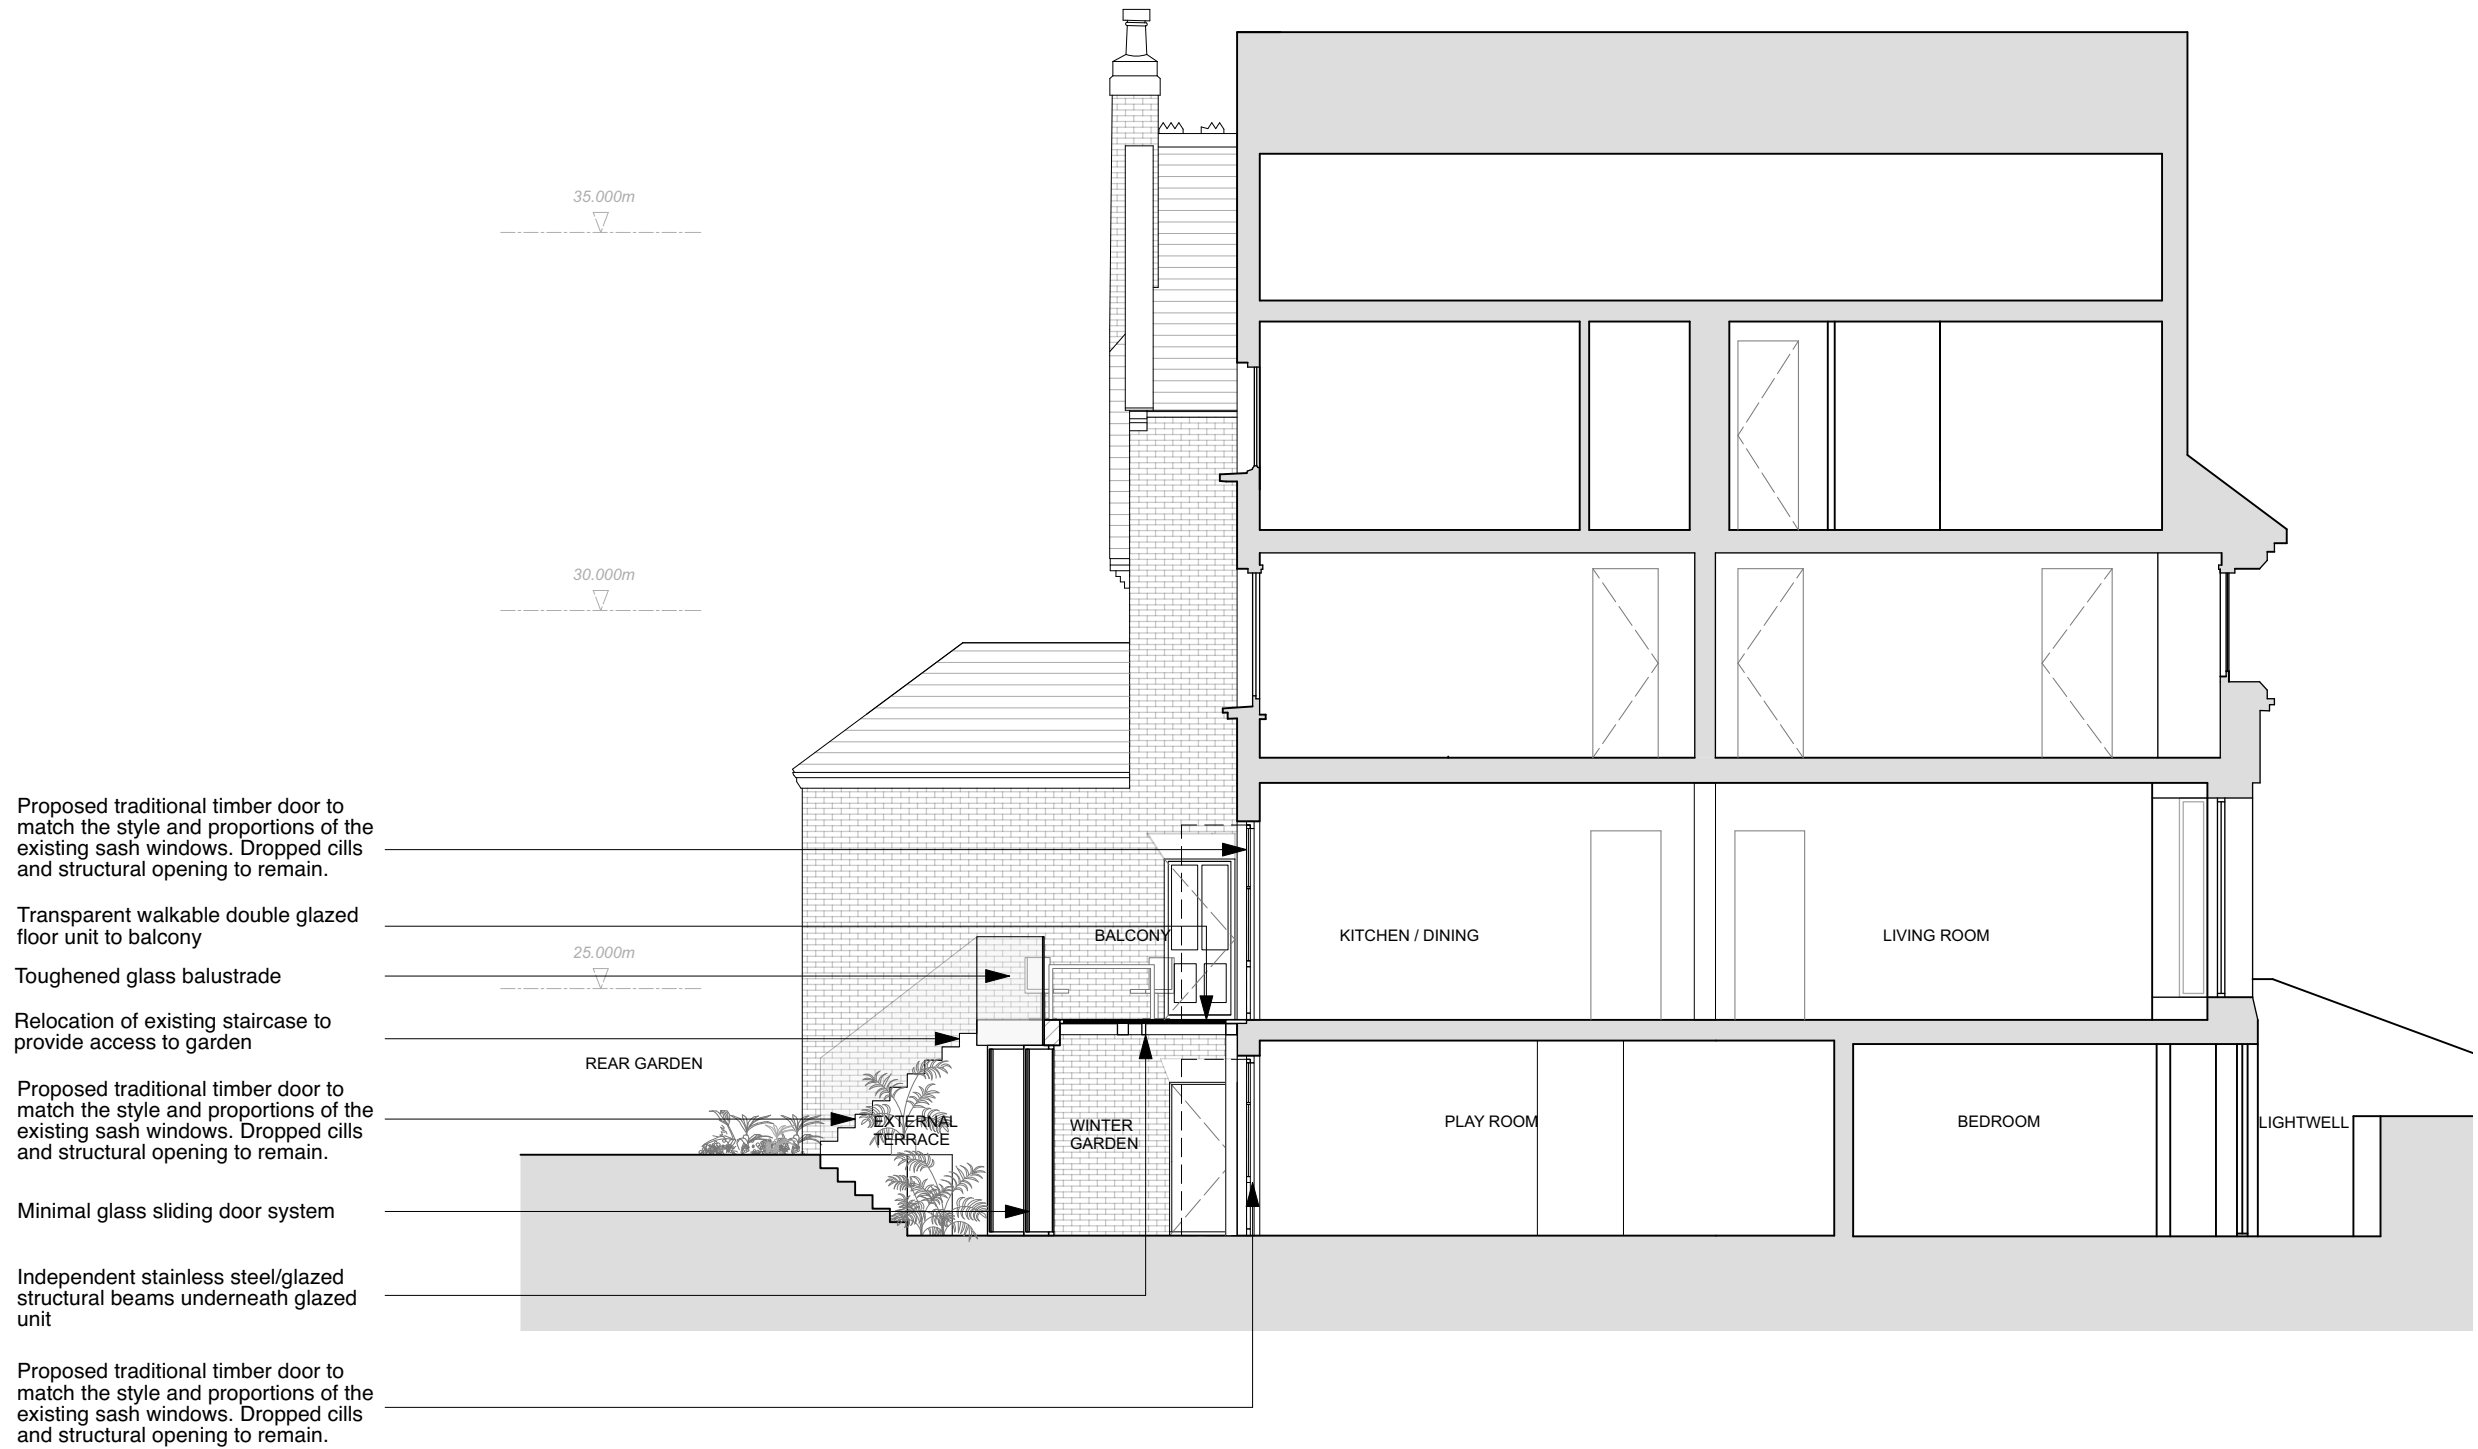 35.000m
30.000m
Proposed traditional timber door to
match the style and proportions of the
existing sash windows. Dropped cills
and structural opening to remain.
Transparent walkable double glazed
floor unit to balcony
25.000m
Toughened glass balustrade
Relocation of existing staircase to
provide access to garden
Proposed traditional timber door to
match the style and proportions of the
existing sash windows. Dropped cills
and structural opening to remain.
Minimal glass sliding door system
Independent stainless steel/glazed
structural beams underneath glazed
unit
Proposed traditional timber door to
match the style and proportions of the
existing sash windows. Dropped cills
and structural opening to remain.
BALCONY
KITCHEN / DINING
LIVING ROOM
REAR GARDEN
EXTERNAL
TERRACE
WINTER
GARDEN
PLAY ROOM
BEDROOM
LIGHTWELL